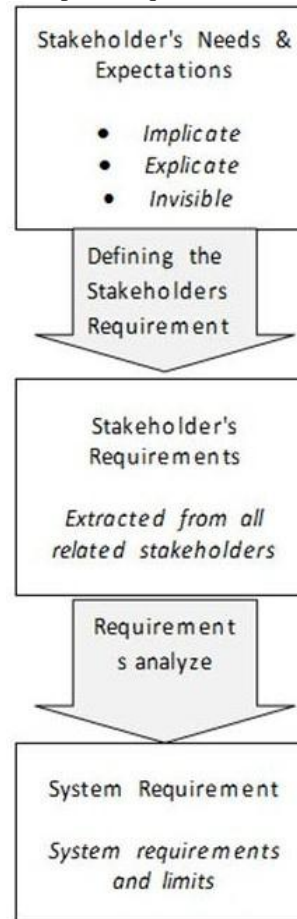 Stakeholder's Needs &
Expectations
• Implicate
• Explicate
• Invisible
Defining the
Stakeholders
Requirement
Stakeholder's
Requirements
Extracted from all
related stakeholders
Requirement
s analyze
System Requirement
System requirements
and limits